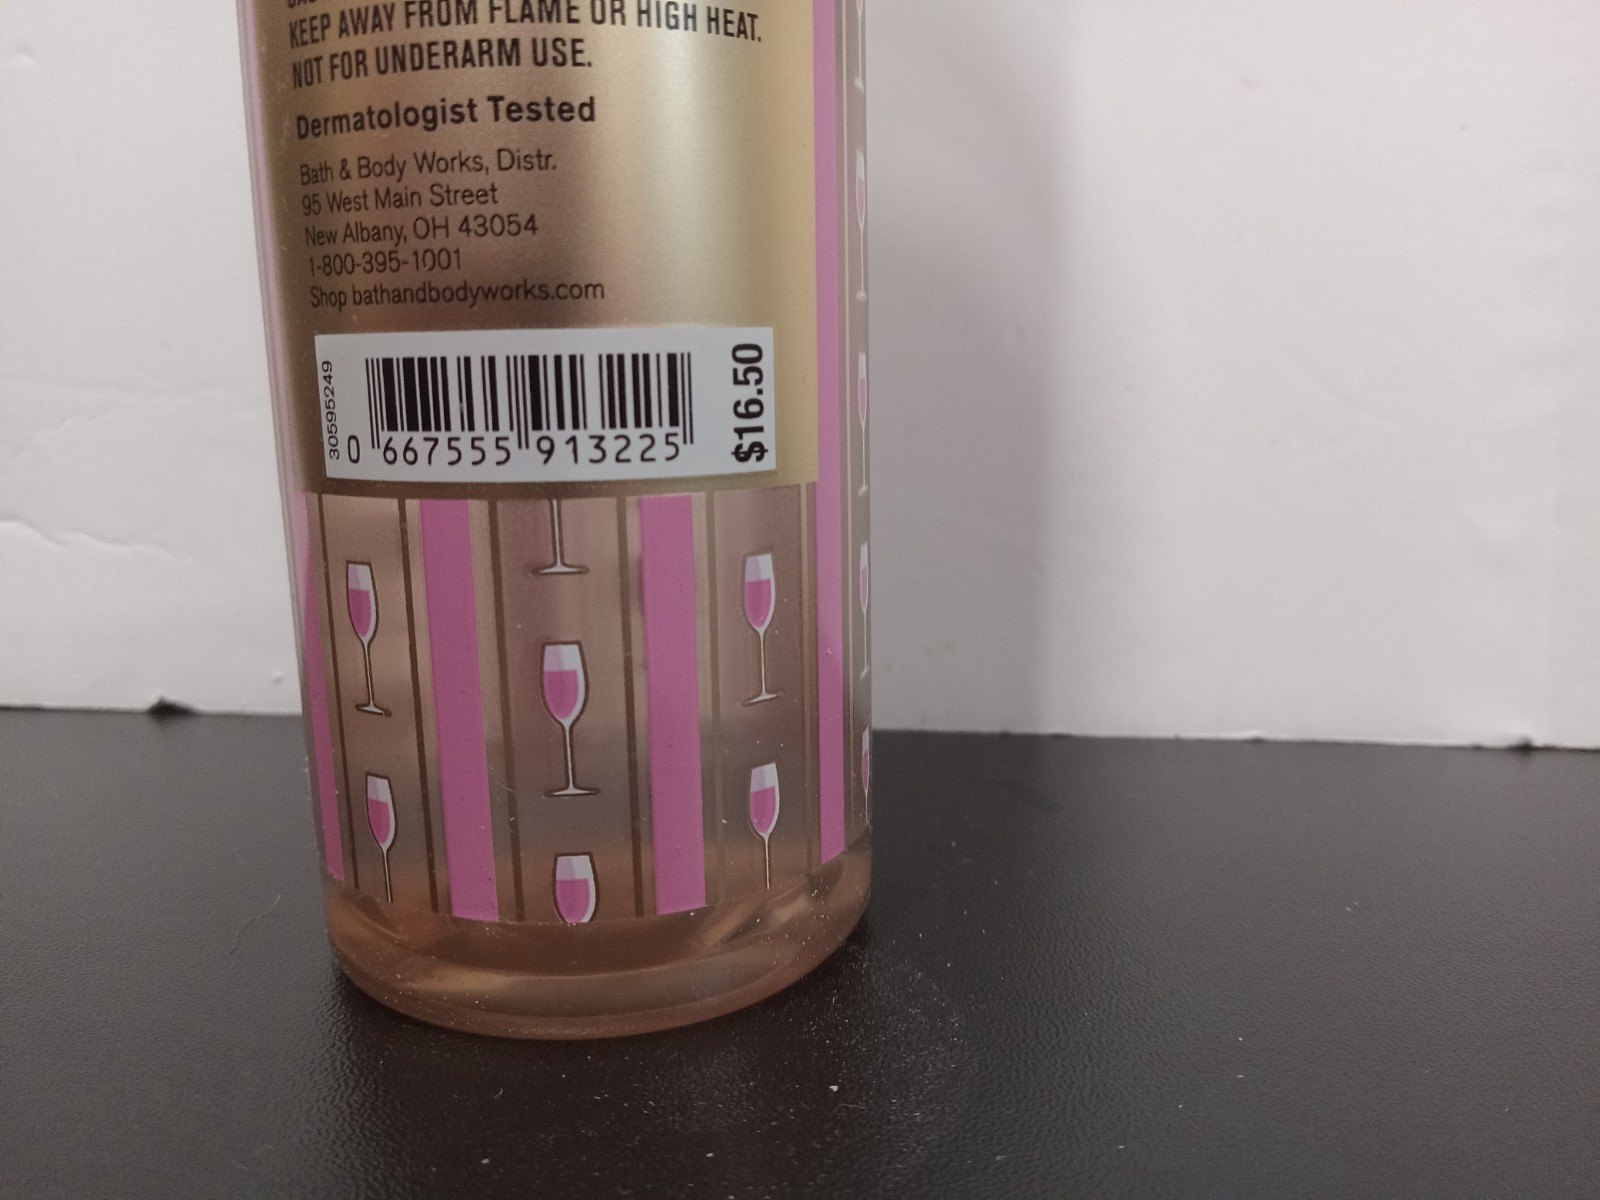 KEEP AWAY FROM FLAME OR HIGH HEAT.
NOT FOR UNDERARM USE.
Dermatologist Tested
Bath & Body Works, Distr.
95 West Main Street
New Albany, OH 43054
1-800-395-1001
Shop bathandbodyworks.com
30595249
0 667555 913225
$16.50